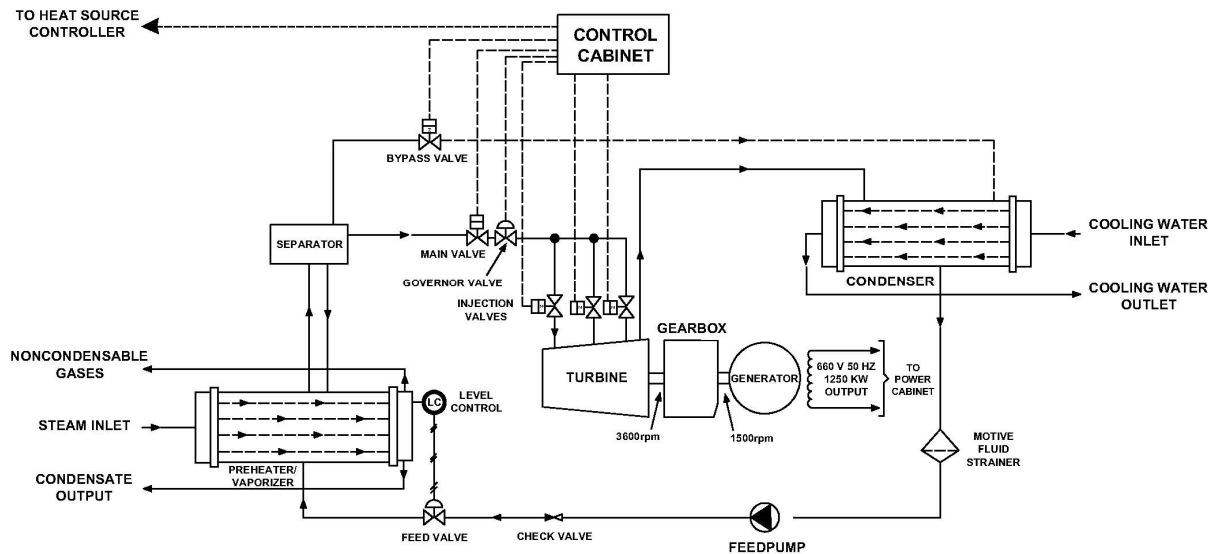 TO HEAT SOURCE
CONTROLLER
CONTROL
CABINET
BYPASS VALVE
SEPARATOR
MAIN VALVE
GOVERNOR VALVE
INJECTION
VALVES
COOLING WATER
INLET
CONDENSER
COOLING WATER
OUTLET
GEARBOX
TURBINE
GENERATOR
660 V 50 HZ
1250 KW
OUTPUT
TO
POWER
CABINET
3600rpm
1500rpm
NONCONDENSABLE
GASES
LC
LEVEL
CONTROL
STEAM INLET
PREHEATER/
VAPORIZER
CONDENSATE
OUTPUT
MOTIVE
FLUID
STRAINER
FEED VALVE
CHECK VALVE
FEEDPUMP